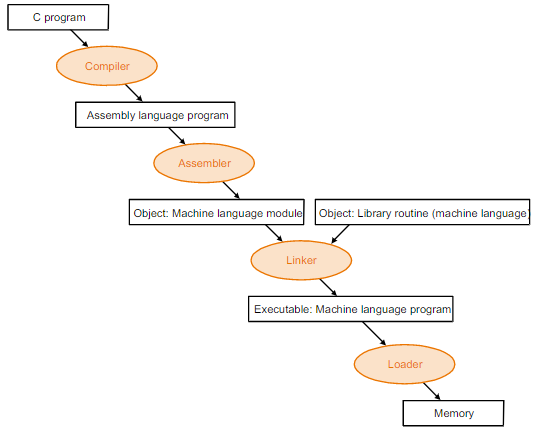 C program
Compiler
Assembly language program
Assembler
Object: Machine language module
Object: Library routine (machine language)
Linker
Executable: Machine language program
Loader
Memory